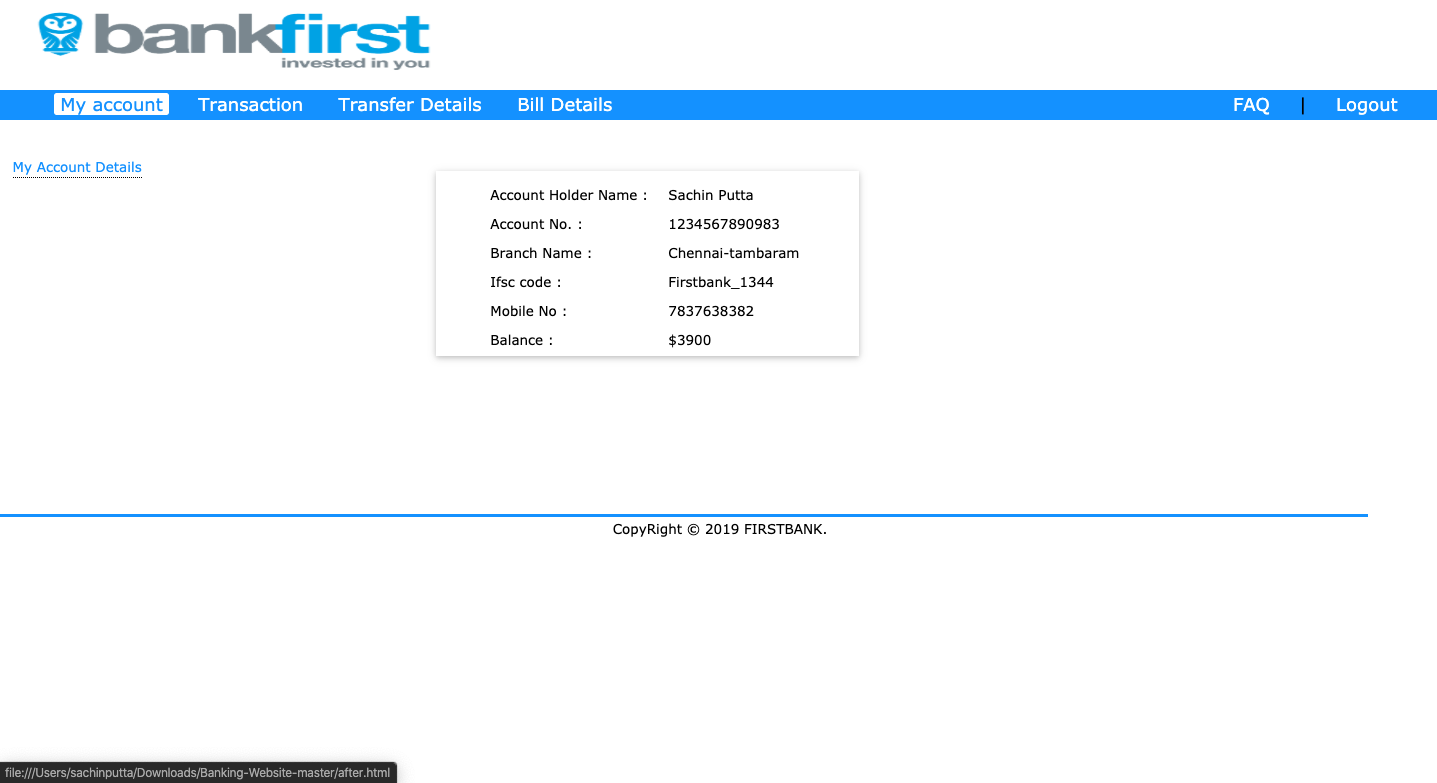 bankfirst
invested in you
My account Transaction Transfer Details Bill Details FAQ | Logout
My Account Details
Account Holder Name : Sachin Putta
Account No. : 1234567890983
Branch Name : Chennai-tambaram
Ifsc code : Firstbank_1344
Mobile No : 7837638382
Balance : $3900
CopyRight © 2019 FIRSTBANK.
file:///Users/sachinputta/Downloads/Banking-Website-master/after.html